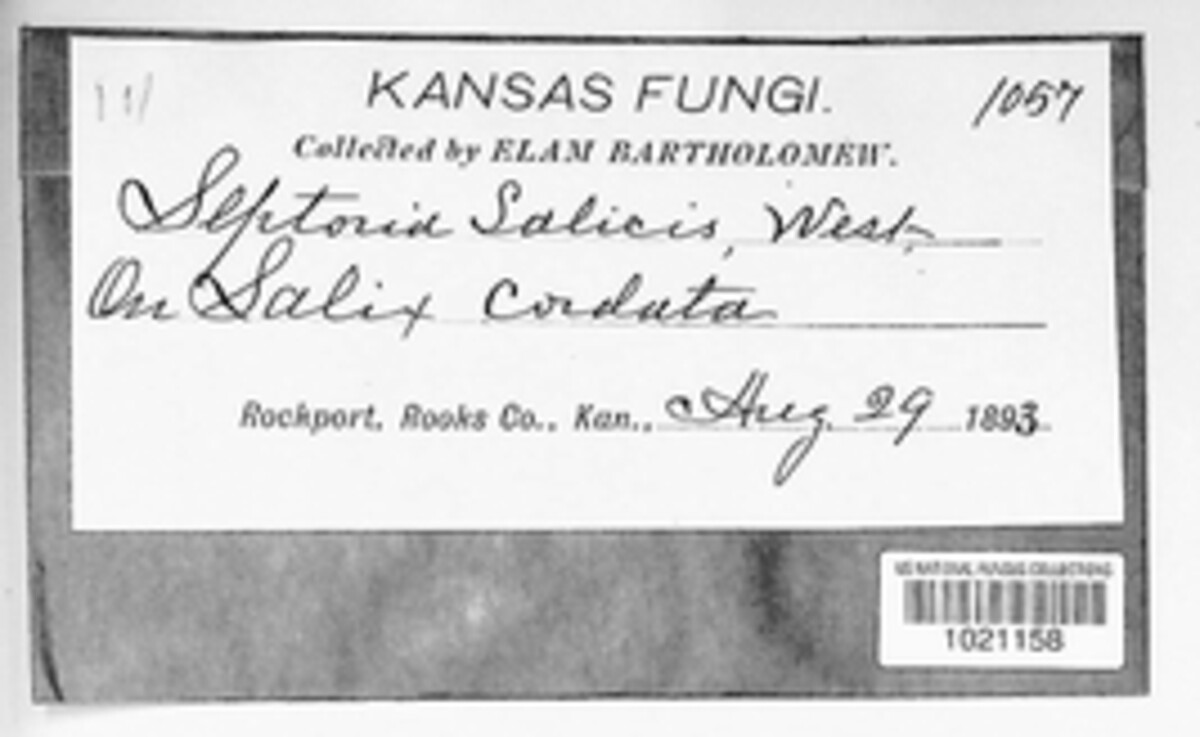 KANSAS FUNGI.
1057
Collected by ELAM BARTHOLOMEW.
Septoria Salicis, West.
On Salix cordata
Rockport, Rooks Co., Kan., Aug. 29 1893
US NATIONAL FUNGUS COLLECTIONS
1021158